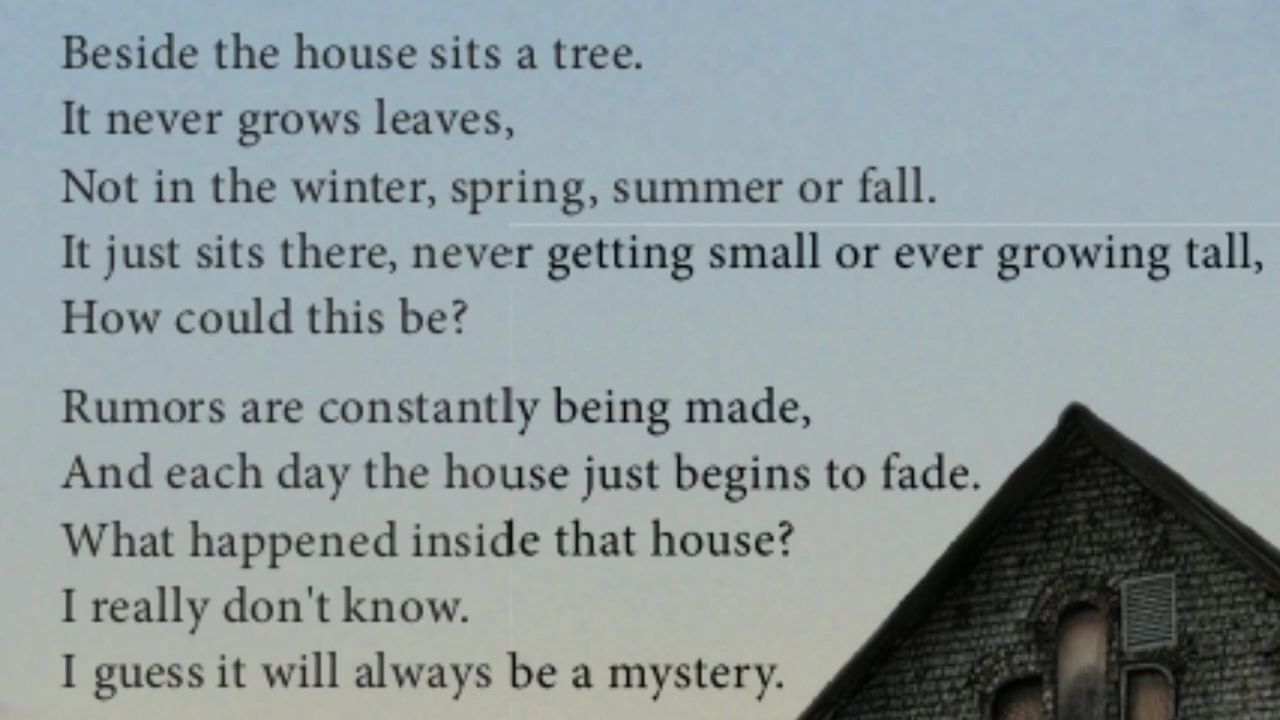 Beside the house sits a tree.
It never grows leaves,
Not in the winter, spring, summer or fall.
It just sits there, never getting small or ever growing tall,
How could this be?
Rumors are constantly being made,
And each day the house just begins to fade.
What happened inside that house?
I really don't know.
I guess it will always be a mystery.